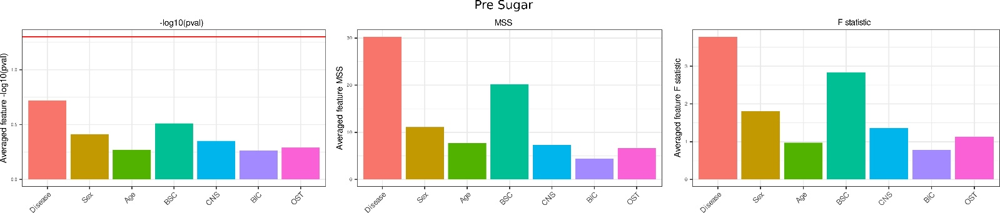 Pre Sugar
-log10(pval)
Averaged feature -log10(pval)
1.0
0.5
0.0
Disease
Sex
Age
BSC
CNS
BIC
OST
MSS
Averaged feature MSS
30
20
10
0
Disease
Sex
Age
BSC
CNS
BIC
OST
F statistic
Averaged feature F statistic
3
2
1
0
Disease
Sex
Age
BSC
CNS
BIC
OST